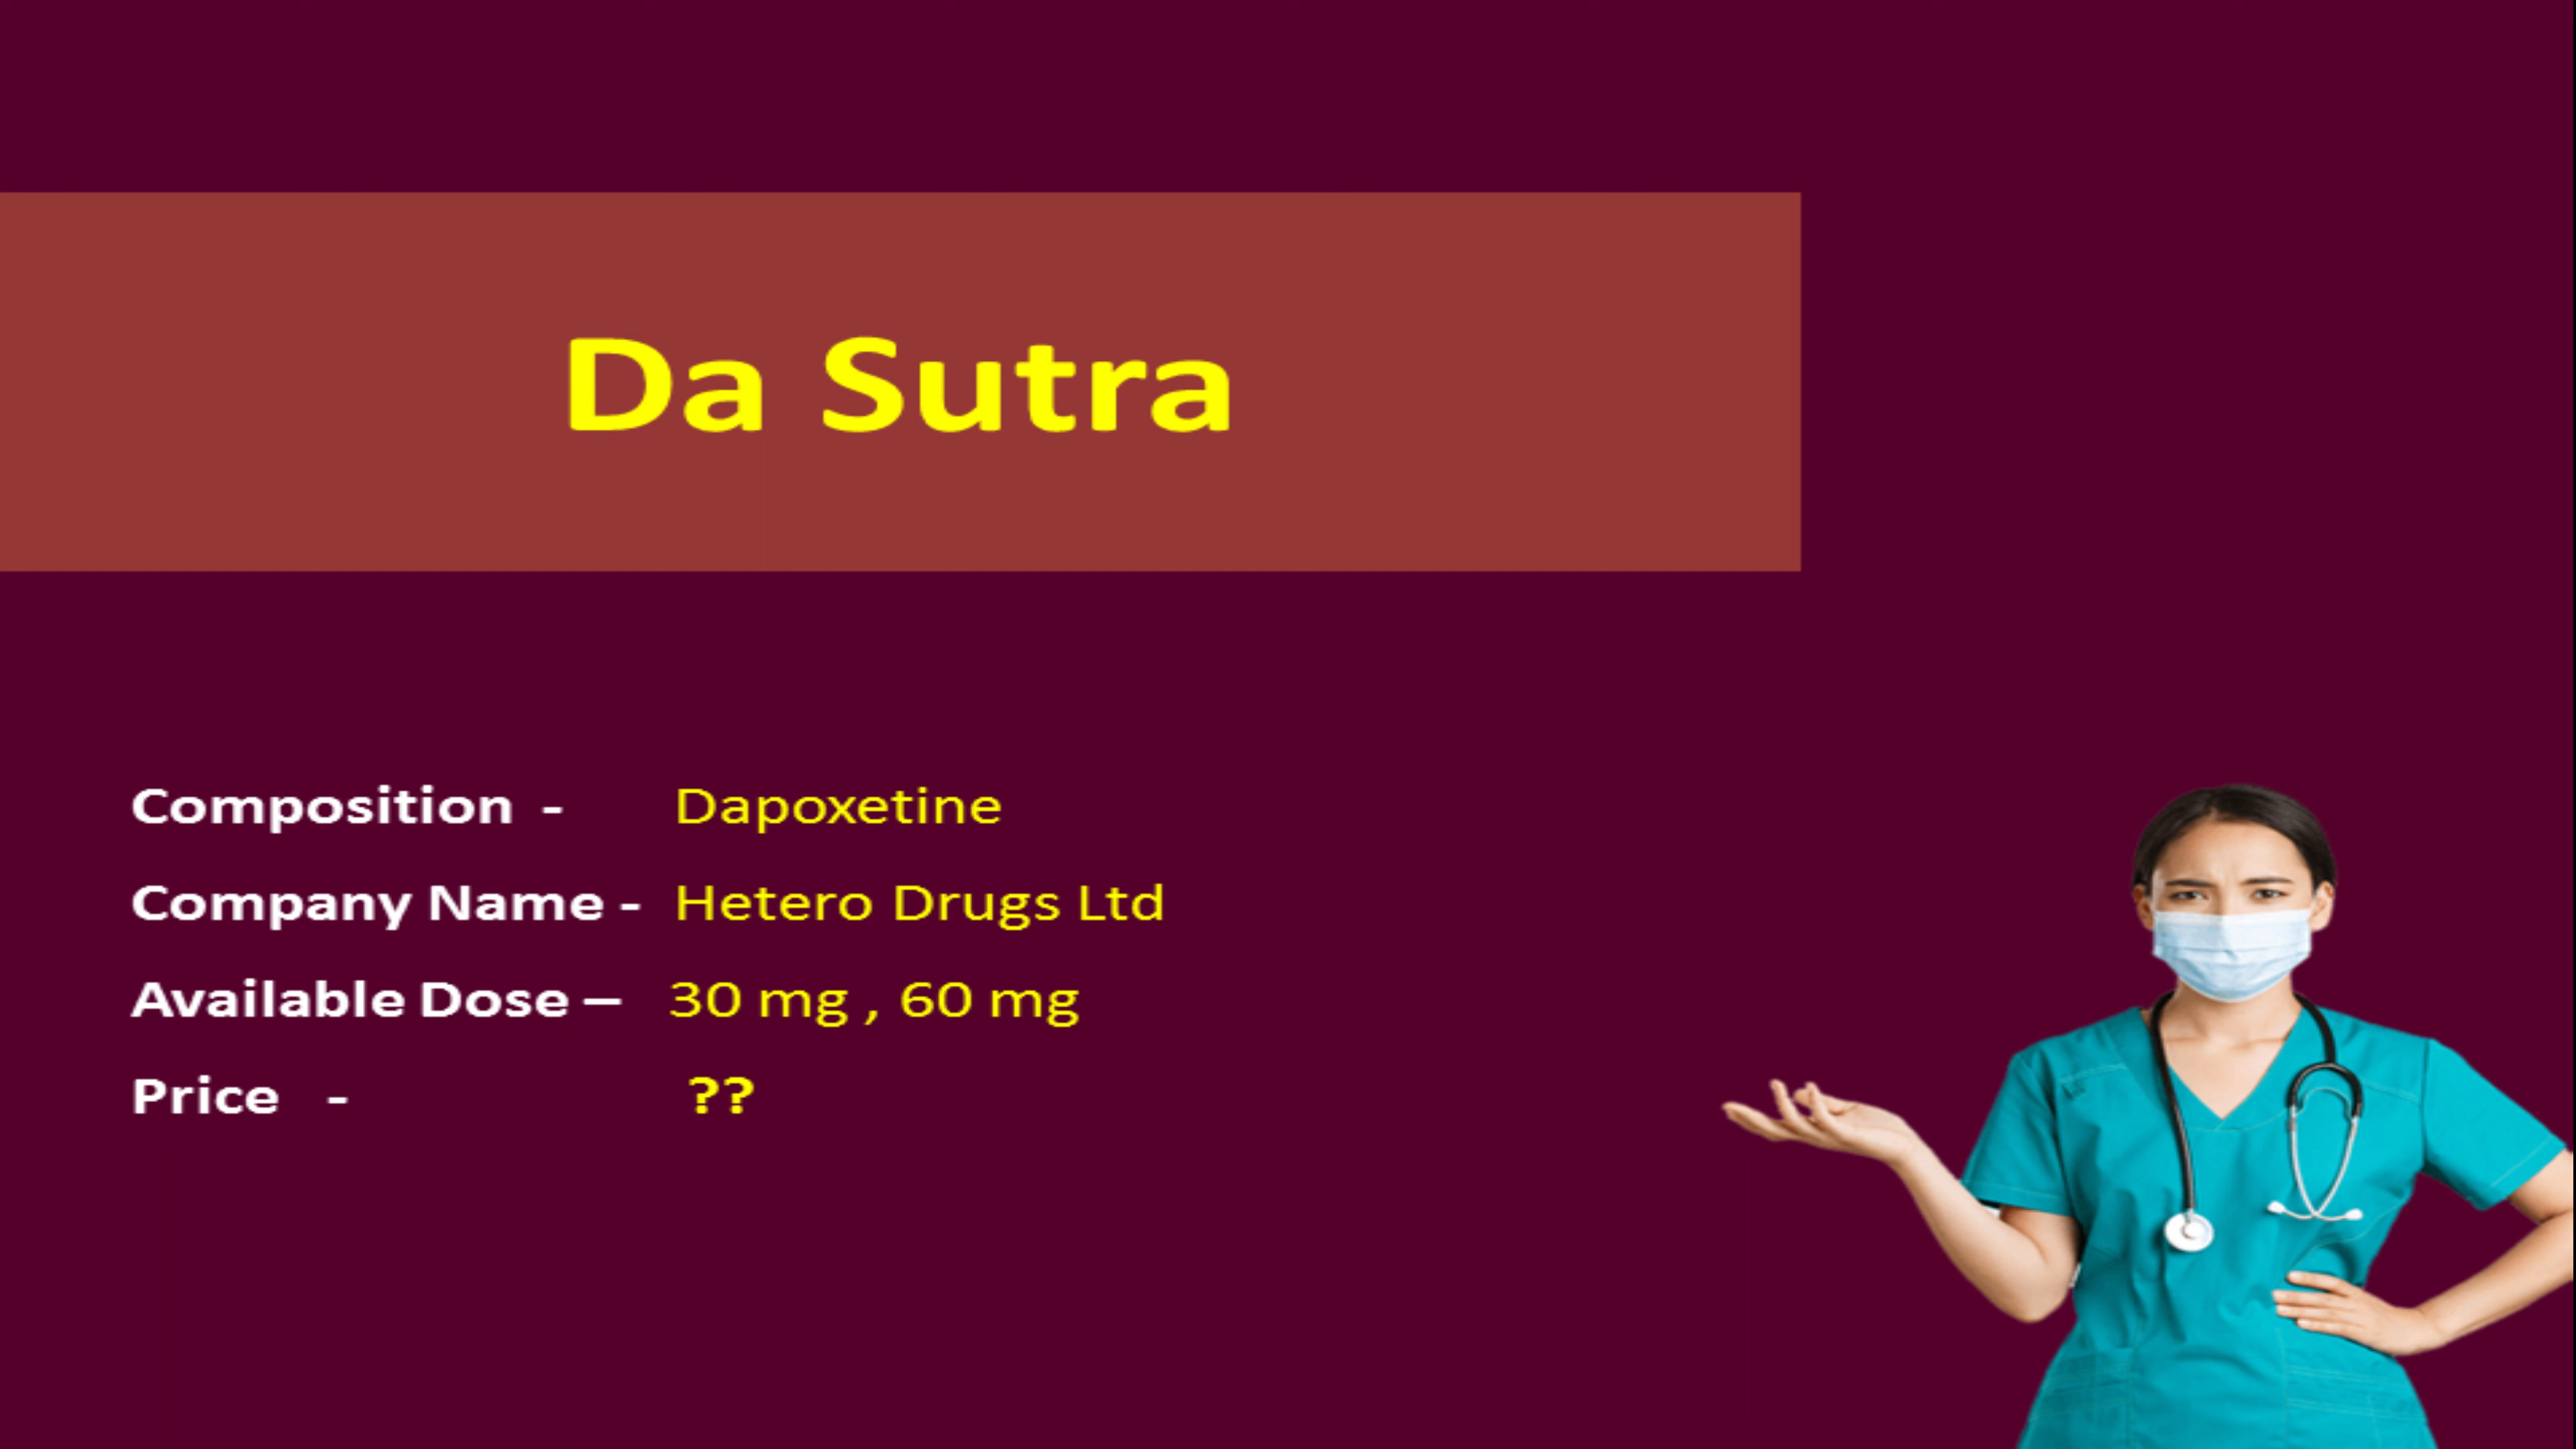 Da Sutra
Composition - Dapoxetine
Company Name - Hetero Drugs Ltd
Available Dose – 30 mg , 60 mg
Price - ??